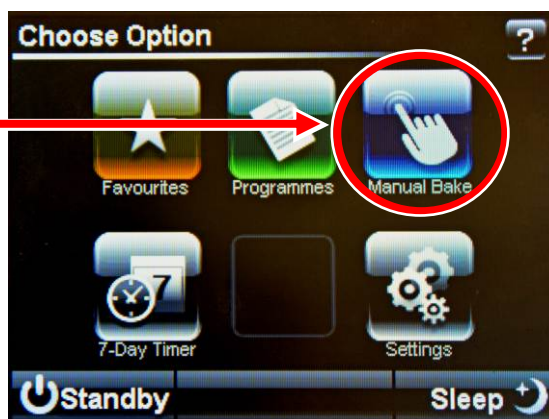 Choose Option
?
Favourites Programmes Manual Bake
7
7-Day Timer Settings
Standby Sleep